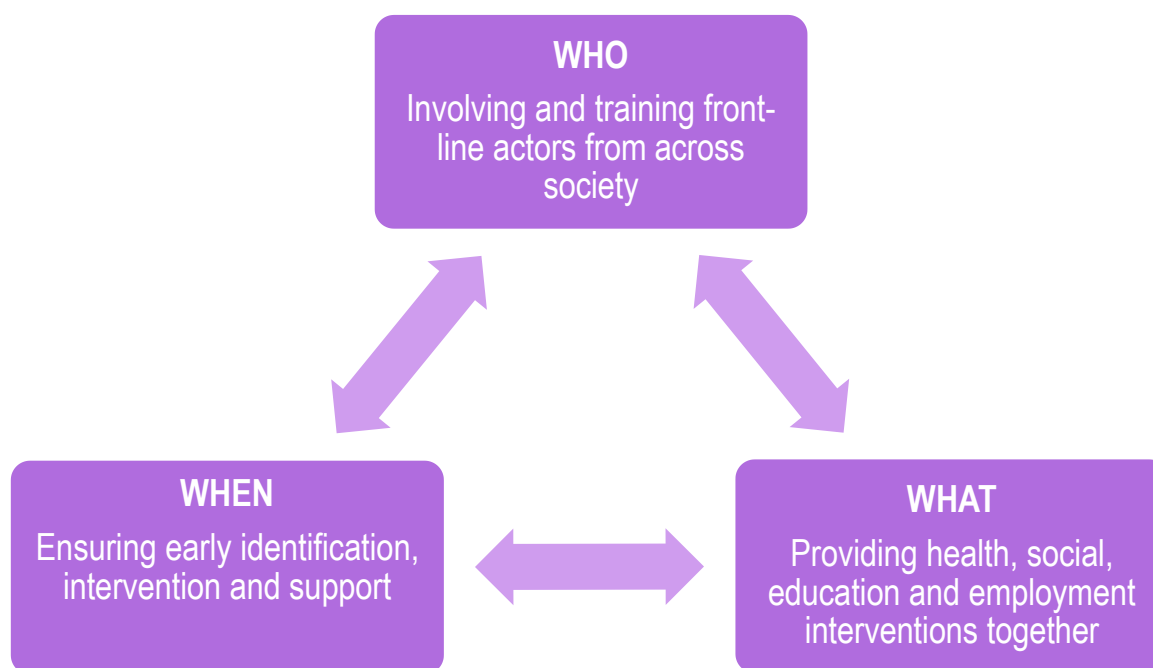 WHO
Involving and training front-
line actors from across
society
WHEN
Ensuring early identification,
intervention and support
WHAT
Providing health, social,
education and employment
interventions together